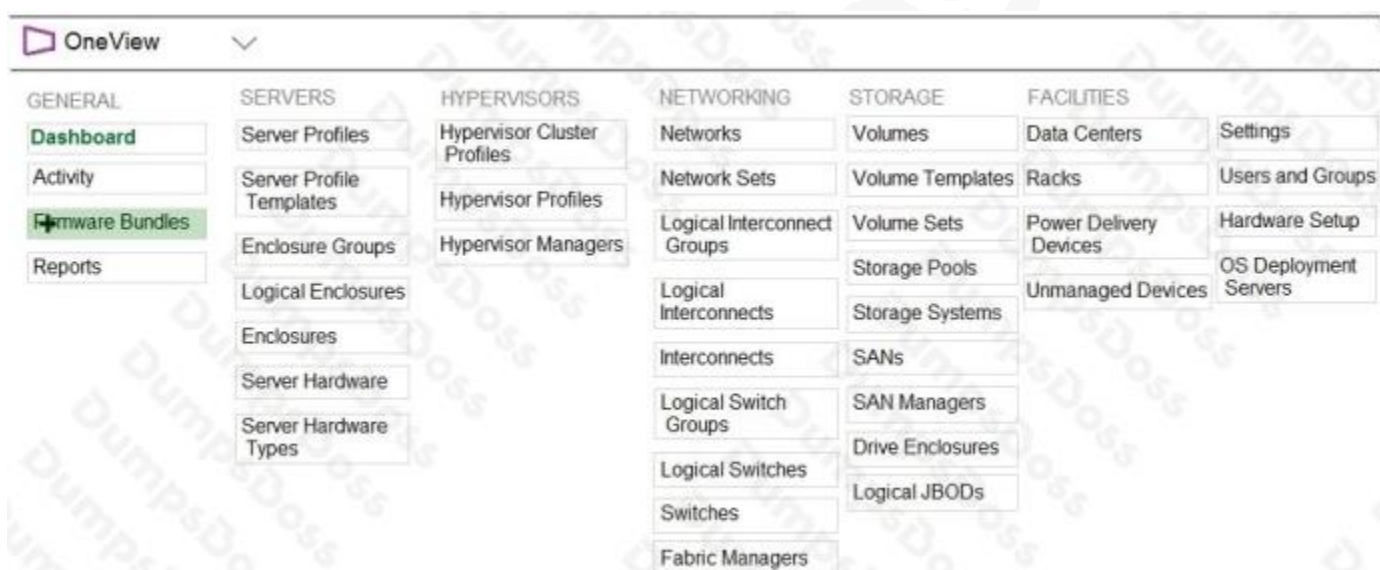 OneView
GENERAL
Dashboard
Activity
Firmware Bundles
Reports
SERVERS
Server Profiles
Server Profile
Templates
Enclosure Groups
Logical Enclosures
Enclosures
Server Hardware
Server Hardware
Types
HYPERVISORS
Hypervisor Cluster
Profiles
Hypervisor Profiles
Hypervisor Managers
NETWORKING
Networks
Network Sets
Logical Interconnect
Groups
Logical
Interconnects
Interconnects
Logical Switch
Groups
Logical Switches
Switches
Fabric Managers
STORAGE
Volumes
Volume Templates
Volume Sets
Storage Pools
Storage Systems
SANs
SAN Managers
Drive Enclosures
Logical JBODs
FACILITIES
Data Centers
Racks
Power Delivery
Devices
Unmanaged Devices
Settings
Users and Groups
Hardware Setup
OS Deployment
Servers
DumpsDoss